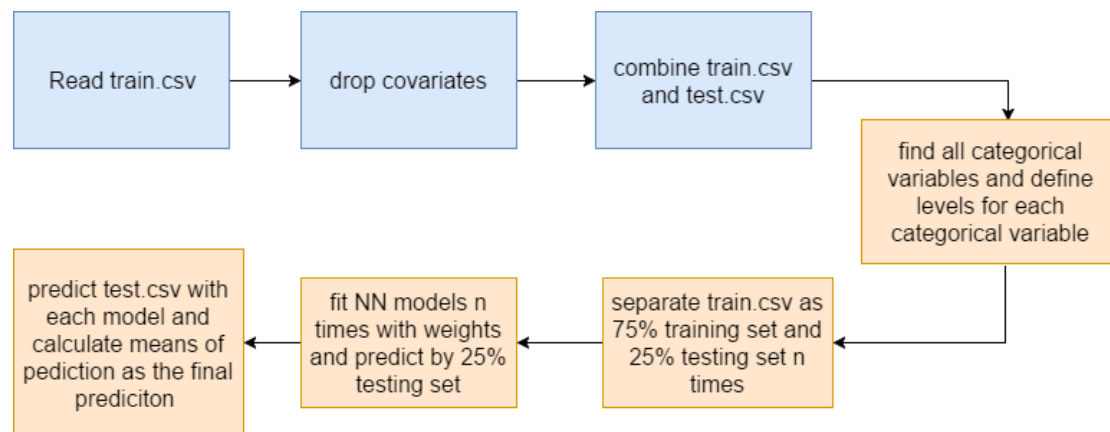 Read train.csv
drop covariates
combine train.csv
and test.csv
find all categorical
variables and define
levels for each
categorical variable
separate train.csv as
75% training set and
25% testing set n
times
fit NN models n
times with weights
and predict by 25%
testing set
predict test.csv with
each model and
calculate means of
pediction as the final
prediciton